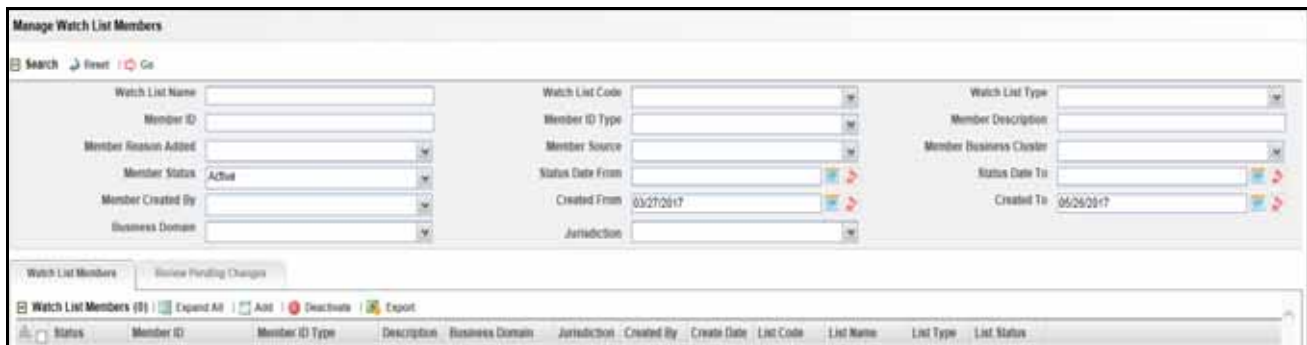 Manage Watch List Members
Search Reset Go
Watch List Name Watch List Code Watch List Type
Member ID Member ID Type Member Description
Member Reason Added Member Source Member Business Cluster
Member Status Active Status Date From Status Date To
Member Created By Created From 03/27/2017 Created To 05/26/2017
Business Domain Jurisdiction
Watch List Members Review Pending Changes
Watch List Members (0) | Expand All | Add | Deactivate | Export
Status Member ID Member ID Type Description Business Domain Jurisdiction Created By Create Date List Code List Name List Type List Status